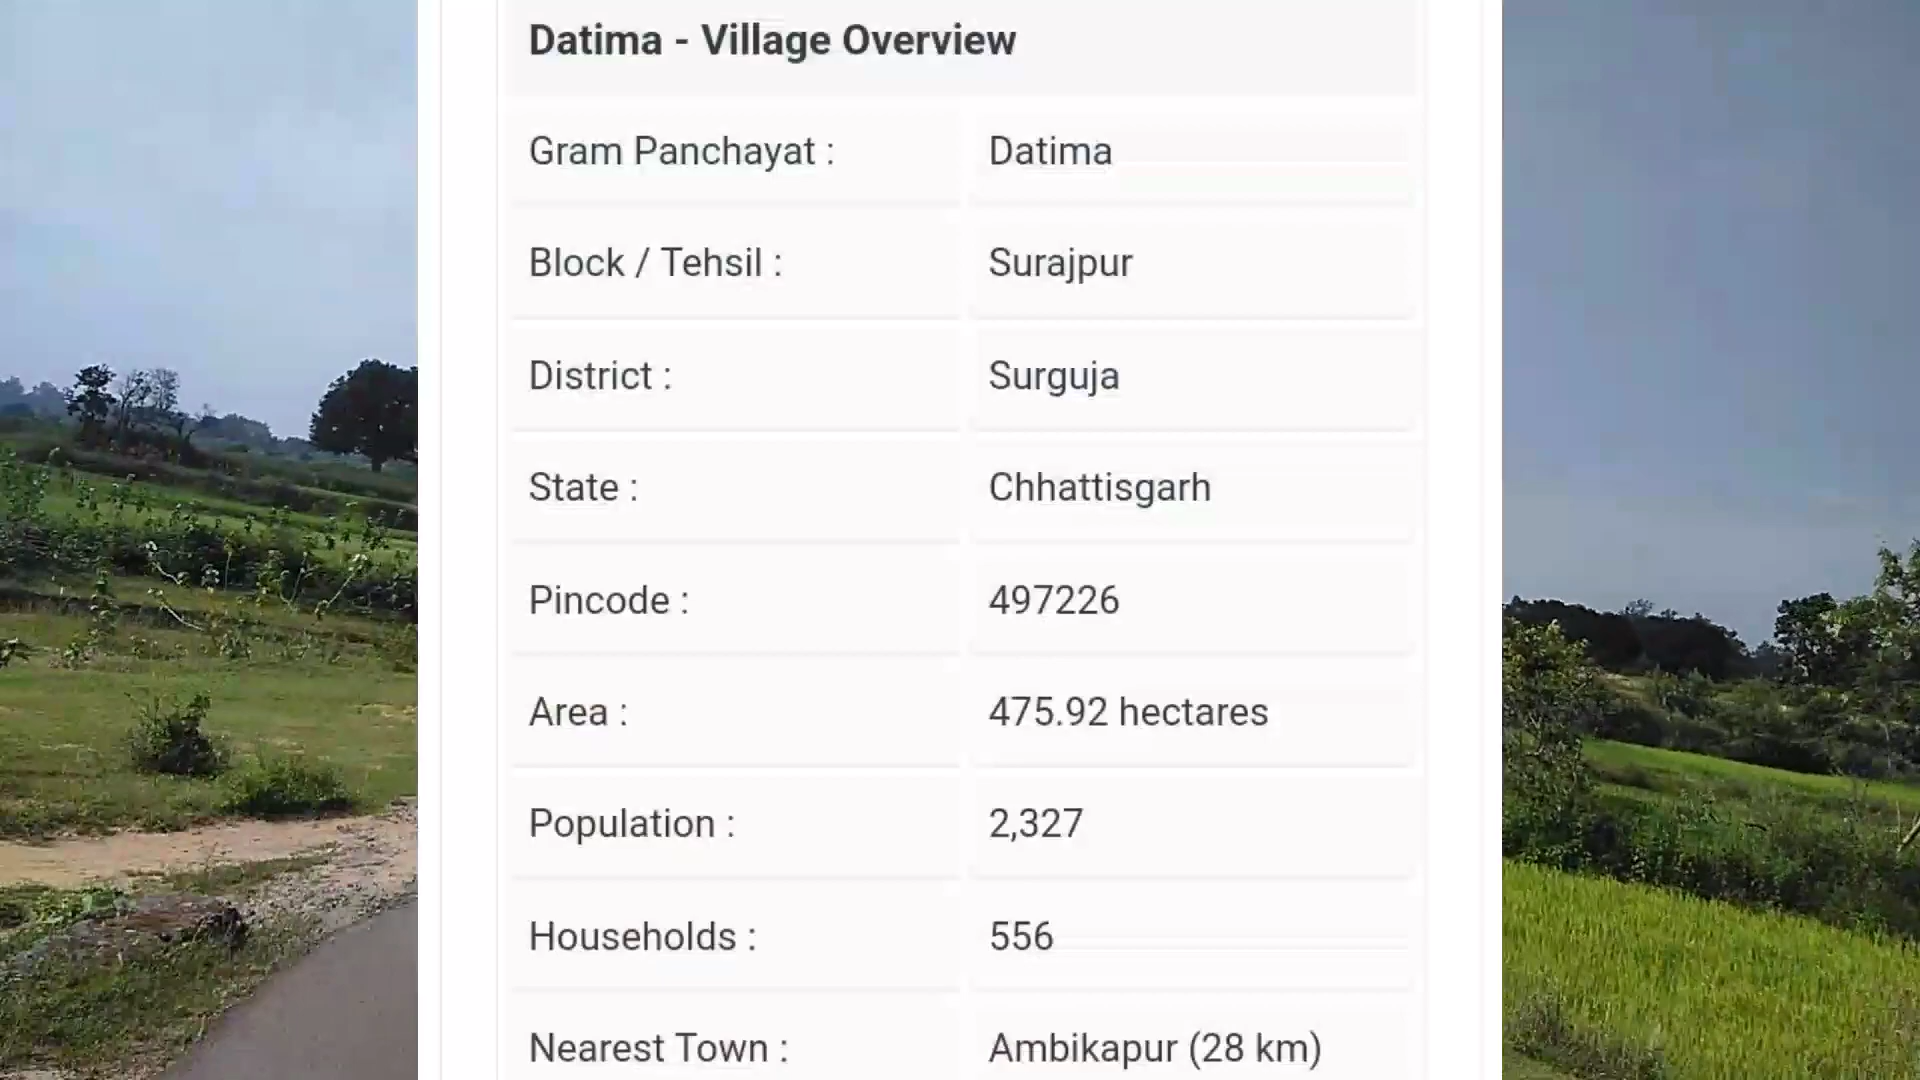 Datima - Village Overview
Gram Panchayat : Datima
Block / Tehsil : Surajpur
District : Surguja
State : Chhattisgarh
Pincode : 497226
Area : 475.92 hectares
Population : 2,327
Households : 556
Nearest Town : Ambikapur (28 km)